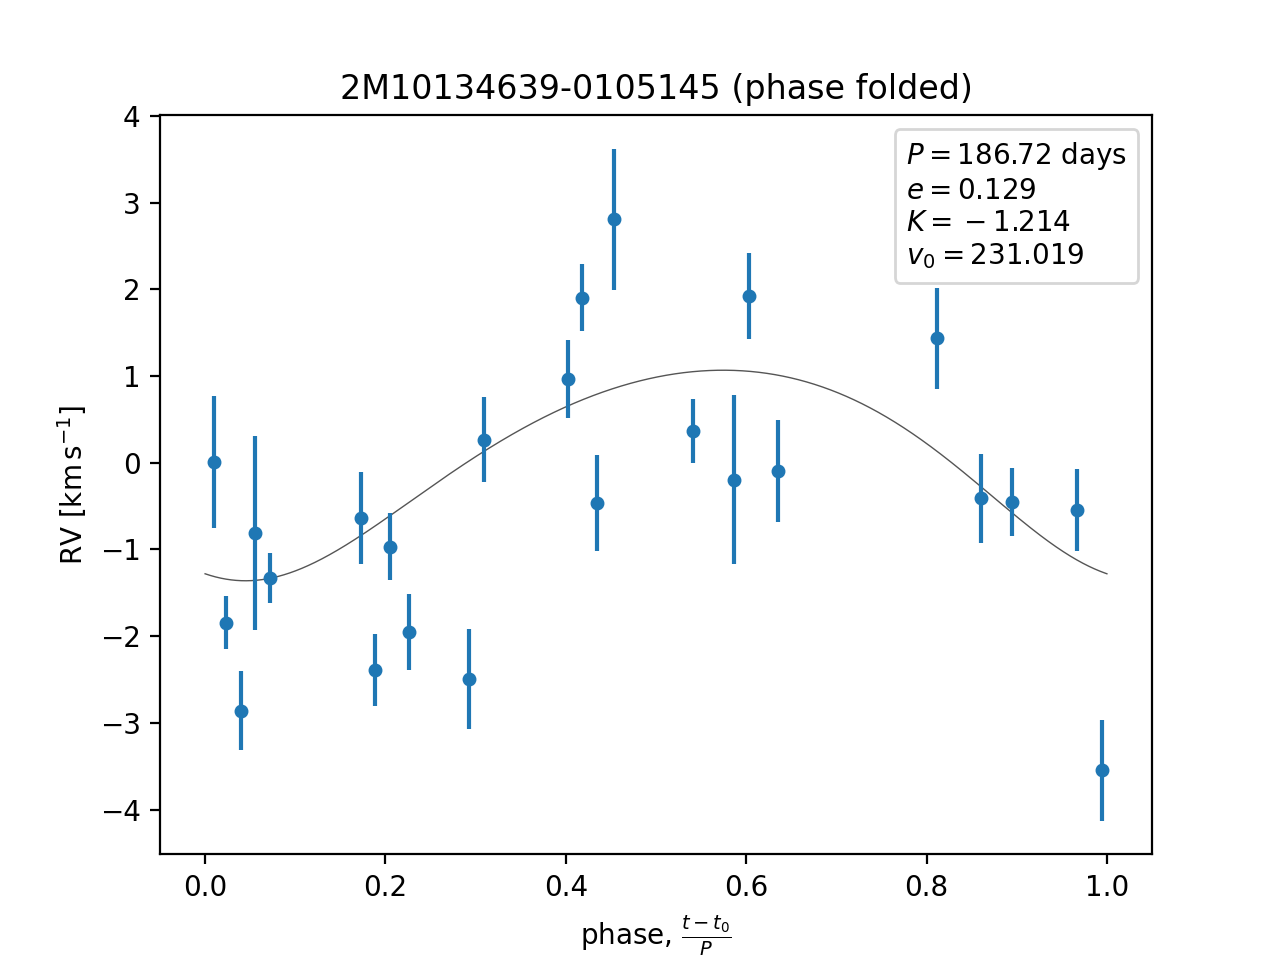 2M10134639-0105145 (phase folded)
P = 186.72 days
e = 0.129
K = − 1.214
v₀ = 231.019
4
3
2
1
0
−1
−2
−3
−4
RV [km s⁻¹]
0.0 0.2 0.4 0.6 0.8 1.0
phase, (t − t₀)/P